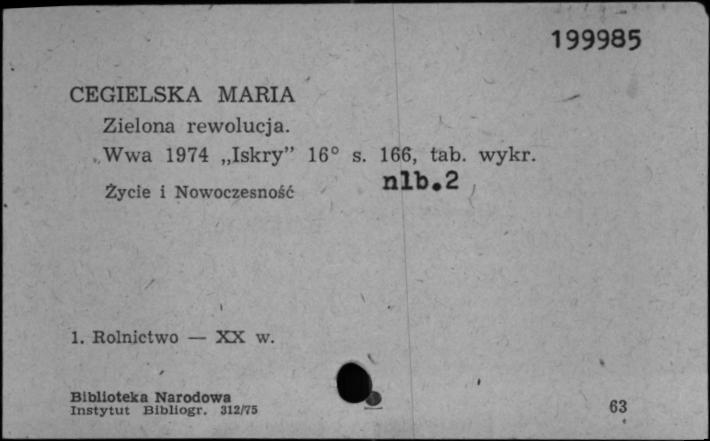 199985
CEGIELSKA MARIA
Zielona rewolucja.
Wwa 1974 „Iskry” 16° s. 166, tab. wykr.
nlb.2
Życie i Nowoczesność
1. Rolnictwo — XX w.
Biblioteka Narodowa
Instytut Bibliogr. 312/75
63